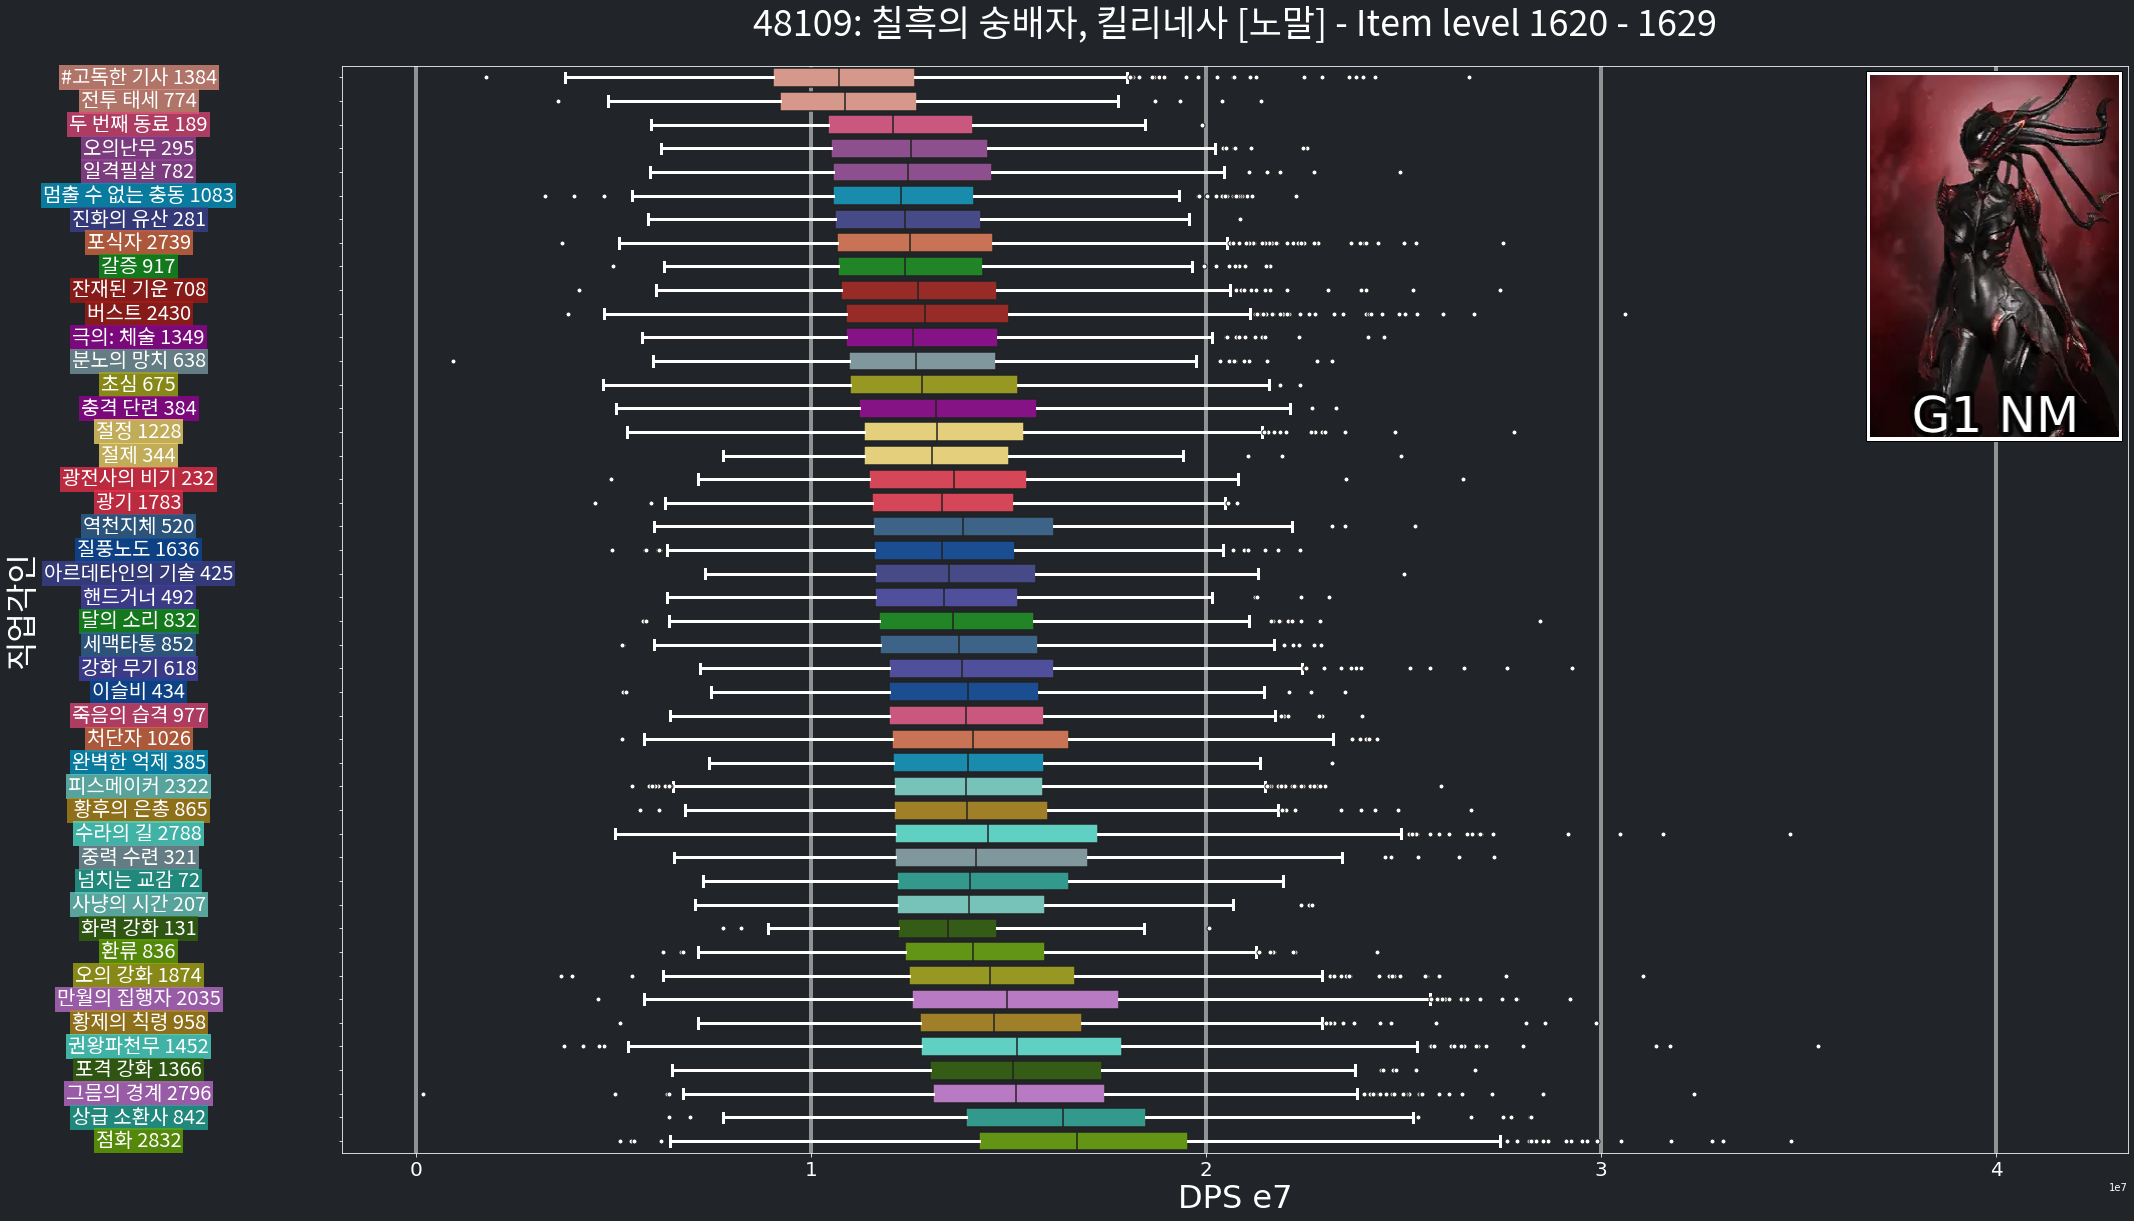 48109: 칠흑의 숭배자, 킬리네사 [노말] - Item level 1620 - 1629
#고독한 기사 1384
전투 태세 774
두 번째 동료 189
오의난무 295
일격필살 782
멈출 수 없는 충동 1083
진화의 유산 281
포식자 2739
갈증 917
잔재된 기운 708
버스트 2430
극의: 체술 1349
분노의 망치 638
초심 675
충격 단련 384
절정 1228
절제 344
광전사의 비기 232
광기 1783
역천지체 520
질풍노도 1636
아르데타인의 기술 425
핸드거너 492
달의 소리 832
세맥타통 852
강화 무기 618
이슬비 434
죽음의 습격 977
처단자 1026
완벽한 억제 385
피스메이커 2322
황후의 은총 865
수라의 길 2788
중력 수련 321
넘치는 교감 72
사냥의 시간 207
화력 강화 131
환류 836
오의 강화 1874
만월의 집행자 2035
황제의 칙령 958
권왕파천무 1452
포격 강화 1366
그믐의 경계 2796
상급 소환사 842
점화 2832
직업각인
G1 NM
0 1 2 3 4
DPS e7
1e7